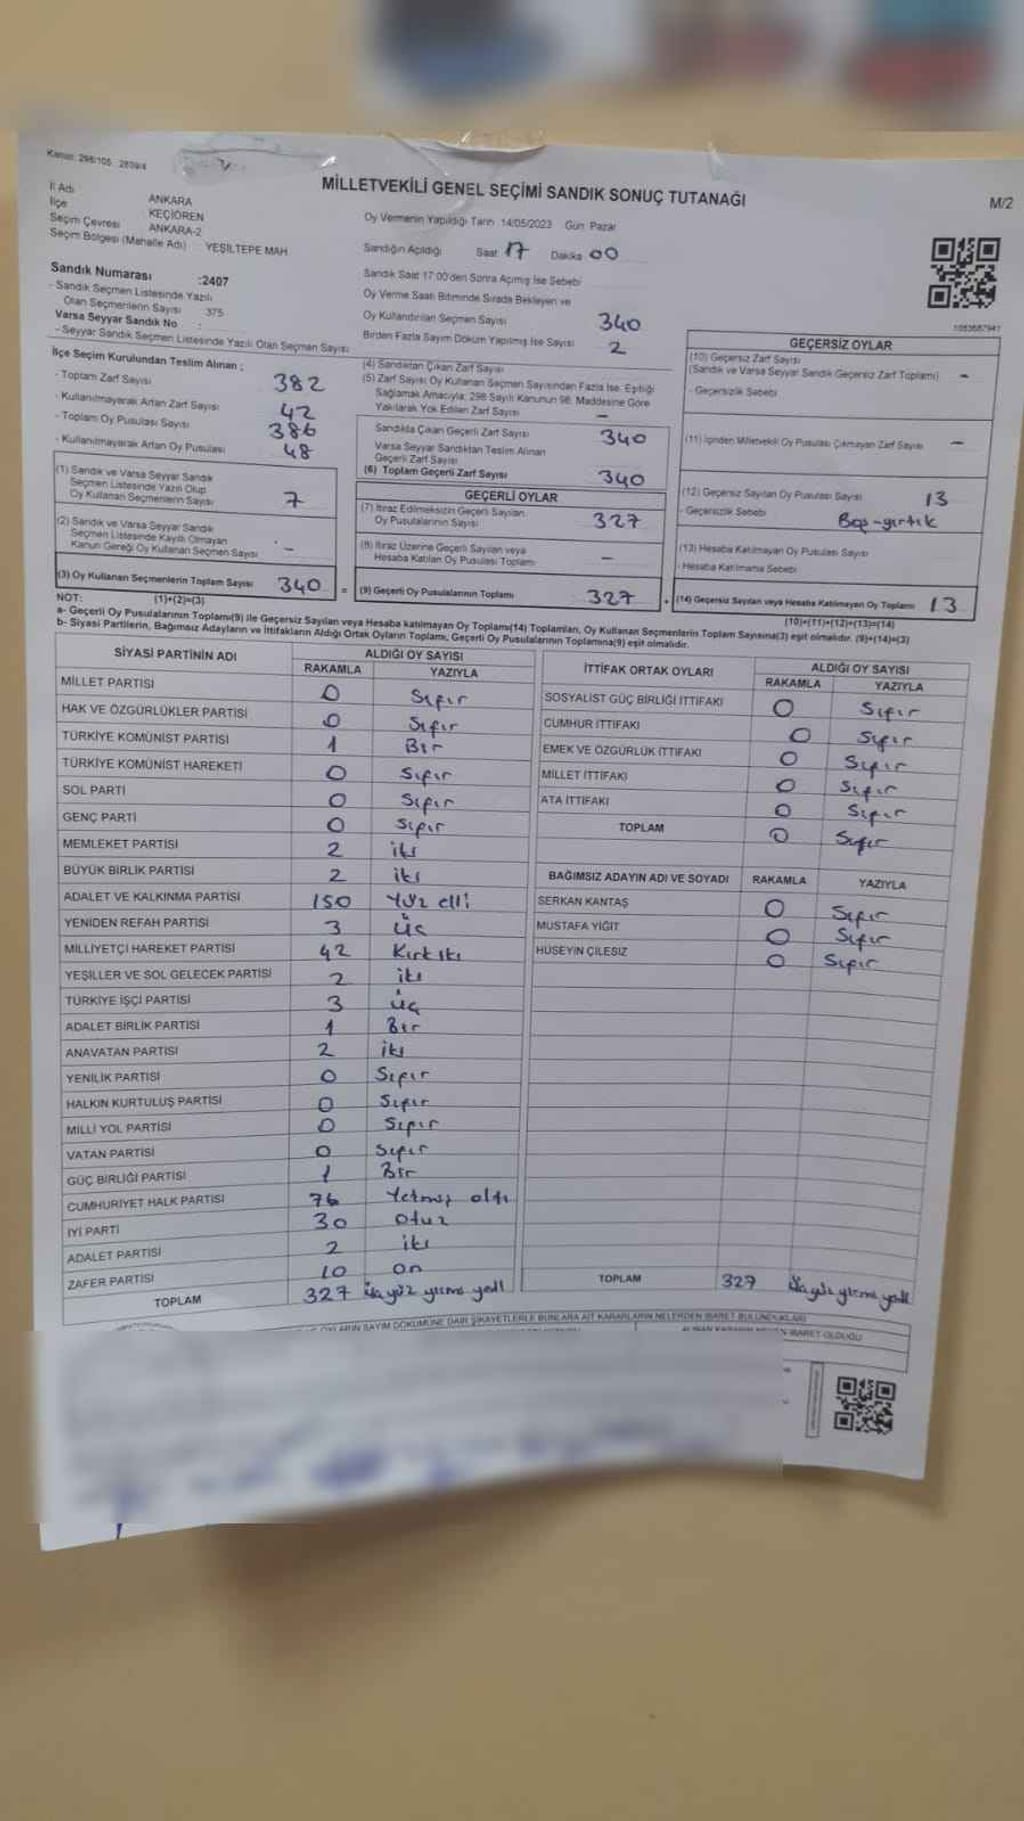 Kanun: 298/105 289/4
MİLLETVEKİLİ GENEL SEÇİMİ SANDIK SONUÇ TUTANAĞI
M/2
İl Adı ANKARA
İlçe KEÇİÖREN
Seçim Çevresi ANKARA-2
Seçim Bölgesi (Mahalle Adı) YEŞİLTEPE MAH.
Oy Vermenin Yapıldığı Tarih 14/05/2023 Gün: Pazar
Sandığın Açıldığı Saat 17 Dakika 00
Sandık Saat 17:00'den Sonra Açılmış İse Sebebi
Oy Verme Saati Bitiminde Sırada Bekleyen ve
Oy Kullandırılan Seçmen Sayısı 340
Birden Fazla Sayım Döküm Yapılmış İse Sayısı 2
Sandık Numarası :2407
- Sandık Seçmen Listesinde Yazılı
Olan Seçmenlerin Sayısı 375
Varsa Seyyar Sandık No :
- Seyyar Sandık Seçmen Listesinde Yazılı Olan Seçmen Sayısı
İlçe Seçim Kurulundan Teslim Alınan ;
- Toplam Zarf Sayısı 382
- Kullanılmayarak Artan Zarf Sayısı 42
- Toplam Oy Pusulası Sayısı 386
- Kullanılmayarak Artan Oy Pusulası 48
(1) Sandık ve Varsa Seyyar Sandık
Seçmen Listesinde Yazılı Olup
Oy Kullanan Seçmenlerin Sayısı 7
(2) Sandık ve Varsa Seyyar Sandık
Seçmen Listesinde Kayıtlı Olmayan
Kanun Gereği Oy Kullanan Seçmen Sayısı -
(3) Oy Kullanan Seçmenlerin Toplam Sayısı 340 =
(1)+(2)=(3)
(4) Sandıktan Çıkan Zarf Sayısı
(5) Zarf Sayısı Oy Kullanan Seçmen Sayısından Fazla İse, Eşitliği
Sağlamak Amacıyla; 298 Sayılı Kanunun 98. Maddesine Göre
Yakılarak Yok Edilen Zarf Sayısı -
Sandıkta Çıkan Geçerli Zarf Sayısı 340
Varsa Seyyar Sandıktan Teslim Alınan
Geçerli Zarf Sayısı
(6) Toplam Geçerli Zarf Sayısı 340
GEÇERLİ OYLAR
(7) İtiraz Edilmeksizin Geçerli Sayılan
Oy Pusulalarının Sayısı 327
(8) İtiraz Üzerine Geçerli Sayılan veya
Hesaba Katılan Oy Pusulası Toplamı -
(9) Geçerli Oy Pusulalarının Toplamı 327 +
1053687941
GEÇERSİZ OYLAR
(10) Geçersiz Zarf Sayısı
(Sandık ve Varsa Seyyar Sandık Geçersiz Zarf Toplamı) -
- Geçersizlik Sebebi
(11) İçinden Milletvekili Oy Pusulası Çıkmayan Zarf Sayısı -
(12) Geçersiz Sayılan Oy Pusulası Sayısı 13
- Geçersizlik Sebebi Boş-yırtık
(13) Hesaba Katılmayan Oy Pusulası Sayısı
- Hesaba Katılmama Sebebi
(14) Geçersiz Sayılan veya Hesaba Katılmayan Oy Toplamı 13
(10)+(11)+(12)+(13)=(14)
NOT:
a- Geçerli Oy Pusulalarının Toplamı(9) ile Geçersiz Sayılan veya Hesaba katılmayan Oy Toplamı(14) Toplamları, Oy Kullanan Seçmenlerin Toplam Sayısına(3) eşit olmalıdır. (9)+(14)=(3)
b- Siyasi Partilerin, Bağımsız Adayların ve İttifakların Aldığı Ortak Oyların Toplamı, Geçerli Oy Pusulalarının Toplamına(9) eşit olmalıdır.
SİYASİ PARTİNİN ADI ALDIĞI OY SAYISI
RAKAMLA YAZIYLA
MİLLET PARTİSİ 0 Sıfır
HAK VE ÖZGÜRLÜKLER PARTİSİ 0 Sıfır
TÜRKİYE KOMÜNİST PARTİSİ 1 Bir
TÜRKİYE KOMÜNİST HAREKETİ 0 Sıfır
SOL PARTİ 0 Sıfır
GENÇ PARTİ 0 Sıfır
MEMLEKET PARTİSİ 2 iki
BÜYÜK BİRLİK PARTİSİ 2 iki
ADALET VE KALKINMA PARTİSİ 150 Yüz elli
YENİDEN REFAH PARTİSİ 3 üç
MİLLİYETÇİ HAREKET PARTİSİ 42 Kırk iki
YEŞİLLER VE SOL GELECEK PARTİSİ 2 iki
TÜRKİYE İŞÇİ PARTİSİ 3 üç
ADALET BİRLİK PARTİSİ 1 Bir
ANAVATAN PARTİSİ 2 iki
YENİLİK PARTİSİ 0 Sıfır
HALKIN KURTULUŞ PARTİSİ 0 Sıfır
MİLLİ YOL PARTİSİ 0 Sıfır
VATAN PARTİSİ 0 Sıfır
GÜÇ BİRLİĞİ PARTİSİ 1 Bir
CUMHURİYET HALK PARTİSİ 76 Yetmiş altı
İYİ PARTİ 30 Otuz
ADALET PARTİSİ 2 iki
ZAFER PARTİSİ 10 on
TOPLAM 327 üçyüz yirmi yedi
İTTİFAK ORTAK OYLARI ALDIĞI OY SAYISI
RAKAMLA YAZIYLA
SOSYALİST GÜÇ BİRLİĞİ İTTİFAKI 0 Sıfır
CUMHUR İTTİFAKI 0 Sıfır
EMEK VE ÖZGÜRLÜK İTTİFAKI 0 Sıfır
MİLLET İTTİFAKI 0 Sıfır
ATA İTTİFAKI 0 Sıfır
TOPLAM 0 Sıfır
BAĞIMSIZ ADAYIN ADI VE SOYADI RAKAMLA YAZIYLA
SERKAN KANTAŞ 0 Sıfır
MUSTAFA YİĞİT 0 Sıfır
HÜSEYİN ÇİLESİZ 0 Sıfır
TOPLAM 327 üçyüz yirmi yedi
OYLARIN SAYIM DÖKÜMÜNE DAİR ŞİKAYETLERLE BUNLARA AİT KARARLARIN NELERDEN İBARET BULUNDUKLARI
İBARET OLDUĞU